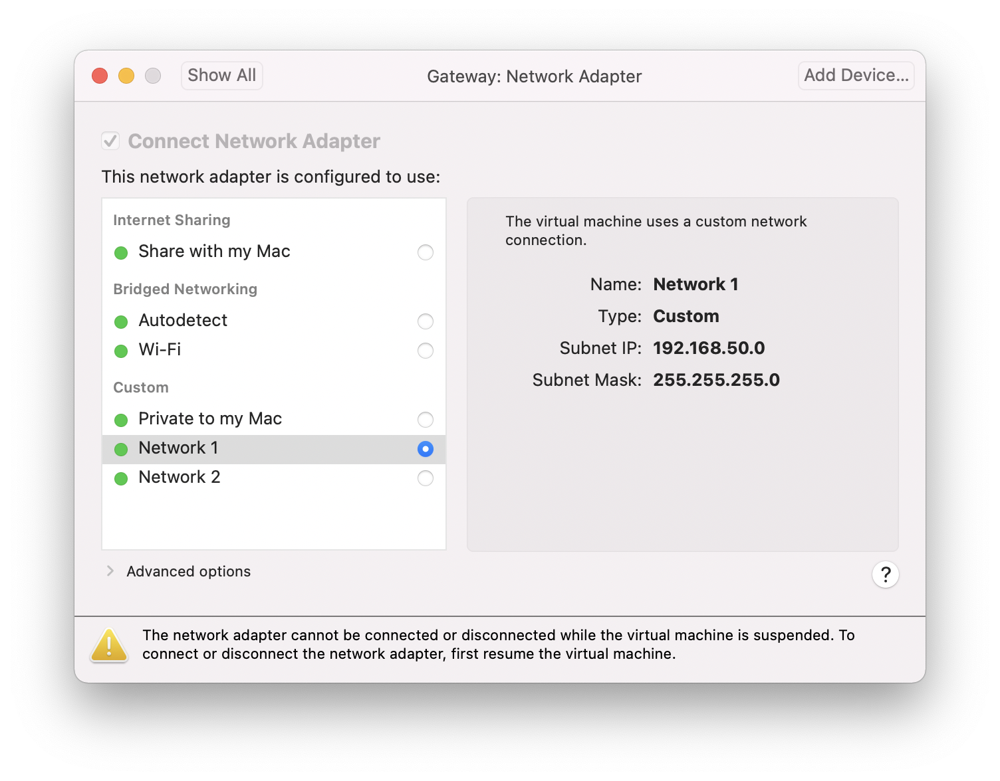 Show All
Gateway: Network Adapter
Add Device...
Connect Network Adapter
This network adapter is configured to use:
Internet Sharing
Share with my Mac
Bridged Networking
Autodetect
Wi-Fi
Custom
Private to my Mac
Network 1
Network 2
The virtual machine uses a custom network
connection.
Name: Network 1
Type: Custom
Subnet IP: 192.168.50.0
Subnet Mask: 255.255.255.0
Advanced options
?
The network adapter cannot be connected or disconnected while the virtual machine is suspended. To
connect or disconnect the network adapter, first resume the virtual machine.